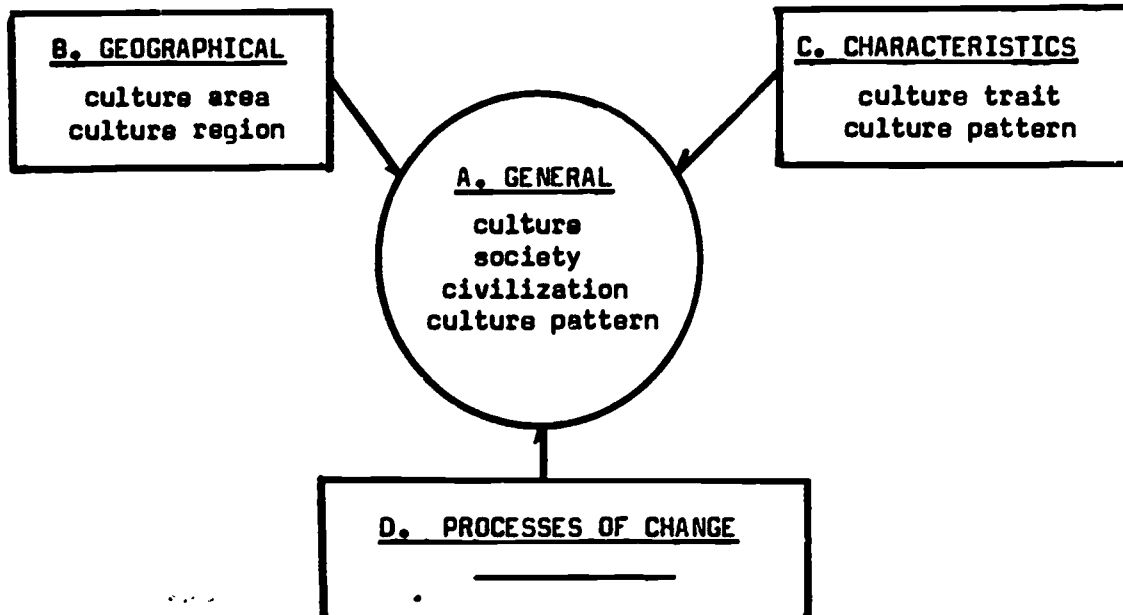 B. GEOGRAPHICAL
culture area
culture region
C. CHARACTERISTICS
culture trait
culture pattern
A. GENERAL
culture
society
civilization
culture pattern
D. PROCESSES OF CHANGE